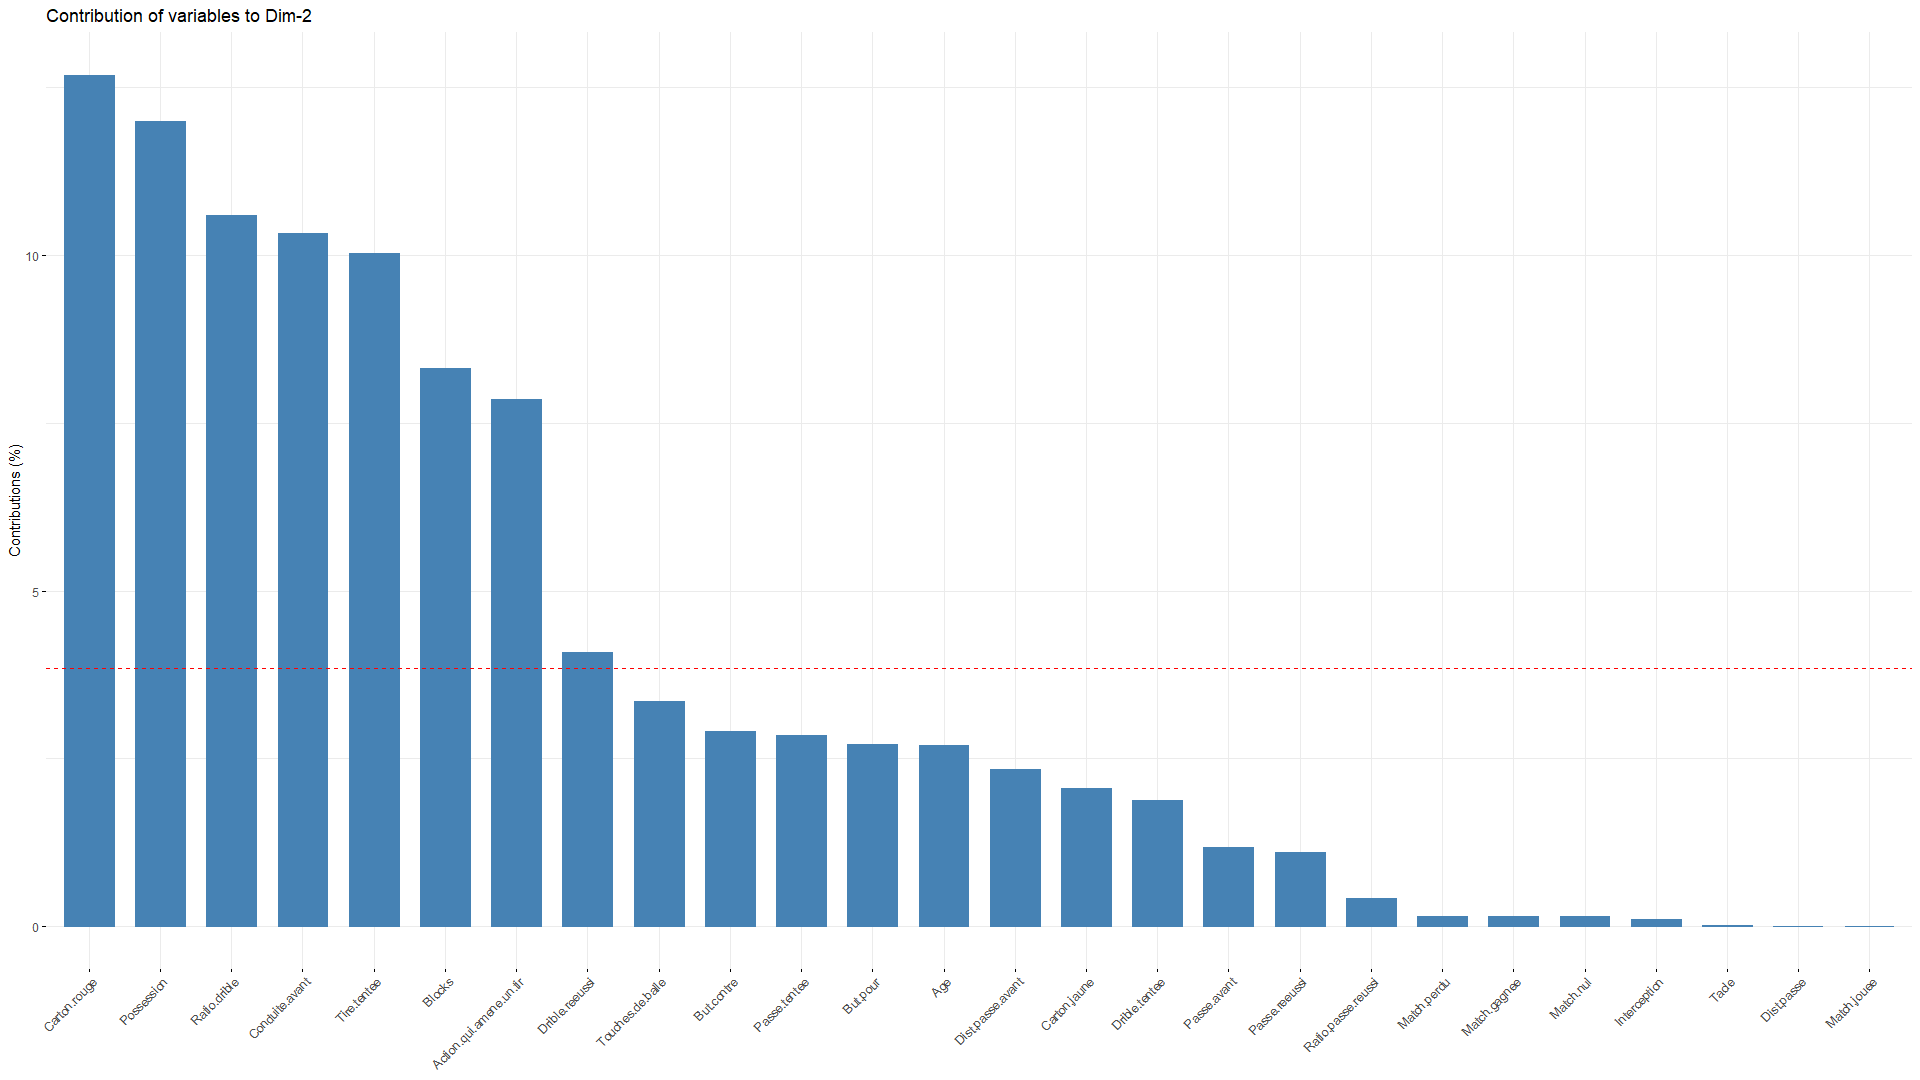 Contribution of variables to Dim-2
Contributions (%)
10
5
0
Carton.rouge
Possession
Ratio.drible
Conduite.avant
TIre.tentee
Blocks
Action.qui.amene.un.tir
Drible.reeussi
Touches.de.balle
But.contre
Passe.tentee
But.pour
Age
Dist.passe.avant
Carton.jaune
Drible.tentee
Passe.avant
Passe.reeussi
Ratio.passe.reussi
Match.perdu
Match.gagnee
Match.nul
Interception
Tacle
Dist.passe
Match.jouee